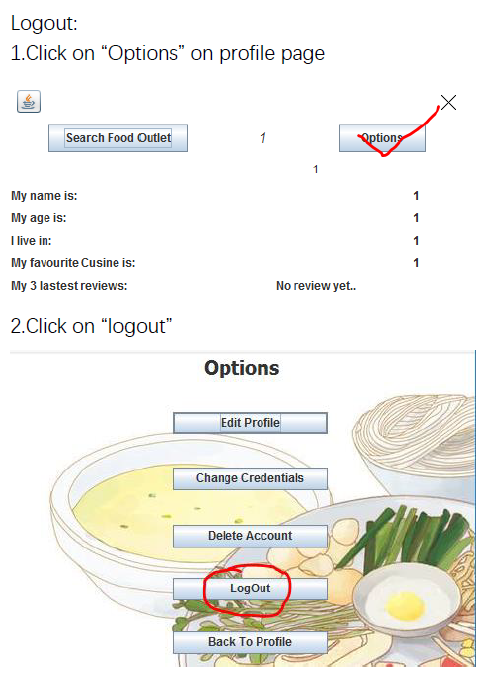 Logout:
1.Click on “Options” on profile page
Search Food Outlet 1 Options
1
My name is: 1
My age is: 1
I live in: 1
My favourite Cusine is: 1
My 3 lastest reviews: No review yet..
2.Click on “logout”
Options
Edit Profile
Change Credentials
Delete Account
LogOut
Back To Profile